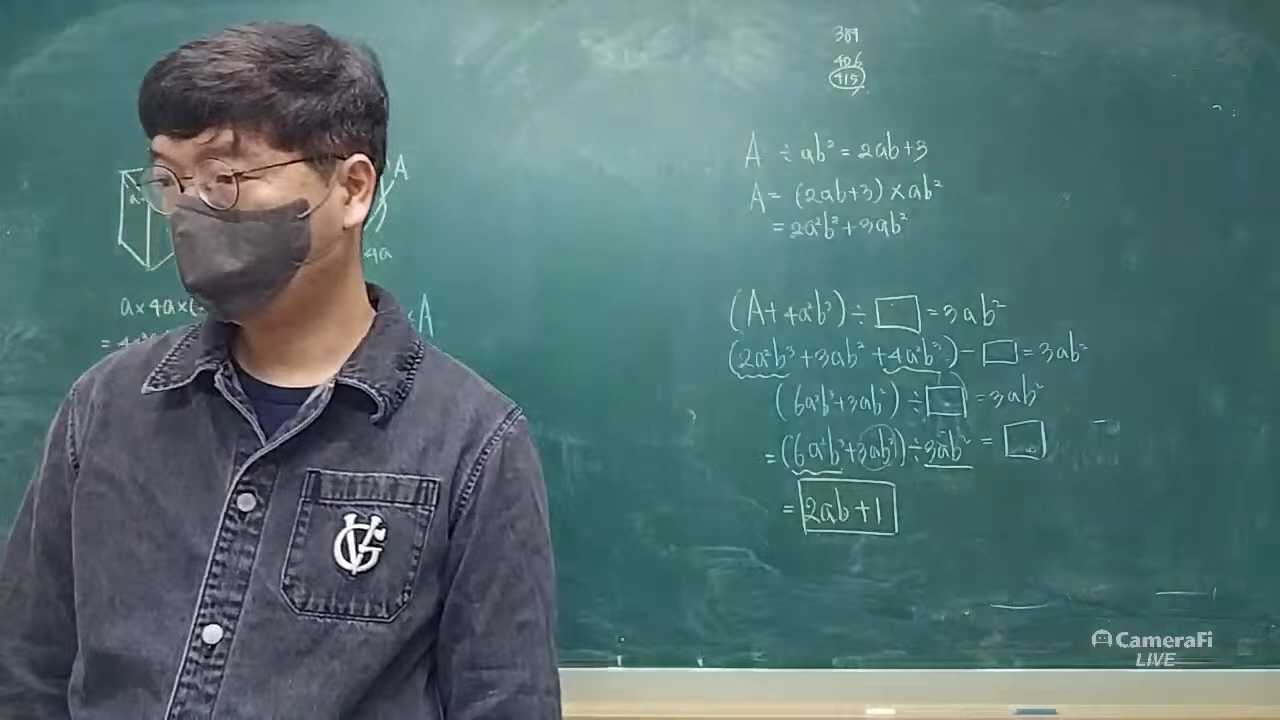 389
406
415
A ÷ ab² = 2ab+3
A = (2ab+3) × ab²
= 2a²b³ + 3ab²
(A + 4a²b³) ÷ □ = 3ab²
(2a²b³ + 3ab² + 4a²b³) ÷ □ = 3ab²
(6a²b³ + 3ab²) ÷ □ = 3ab²
= (6a²b³ + 3ab²) ÷ 3ab² = □
= 2ab + 1
A
4a
a × 4a × (
A
VG
CameraFi
LIVE